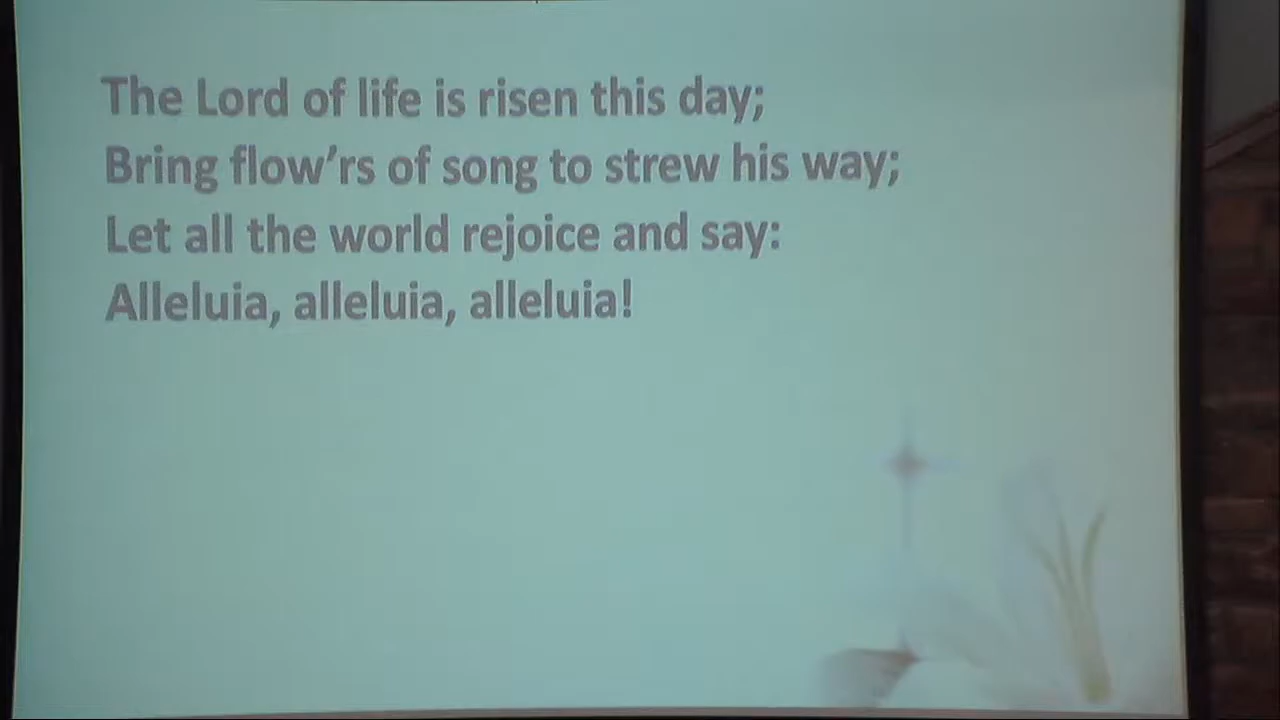 The Lord of life is risen this day;
Bring flow’rs of song to strew his way;
Let all the world rejoice and say:
Alleluia, alleluia, alleluia!